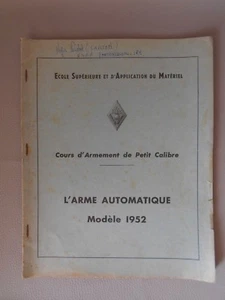 ECOLE SUPÉRIEURE ET D'APPLICATION DU MATÉRIEL
Cours d'Armement de Petit Calibre
L'ARME AUTOMATIQUE
Modèle 1952